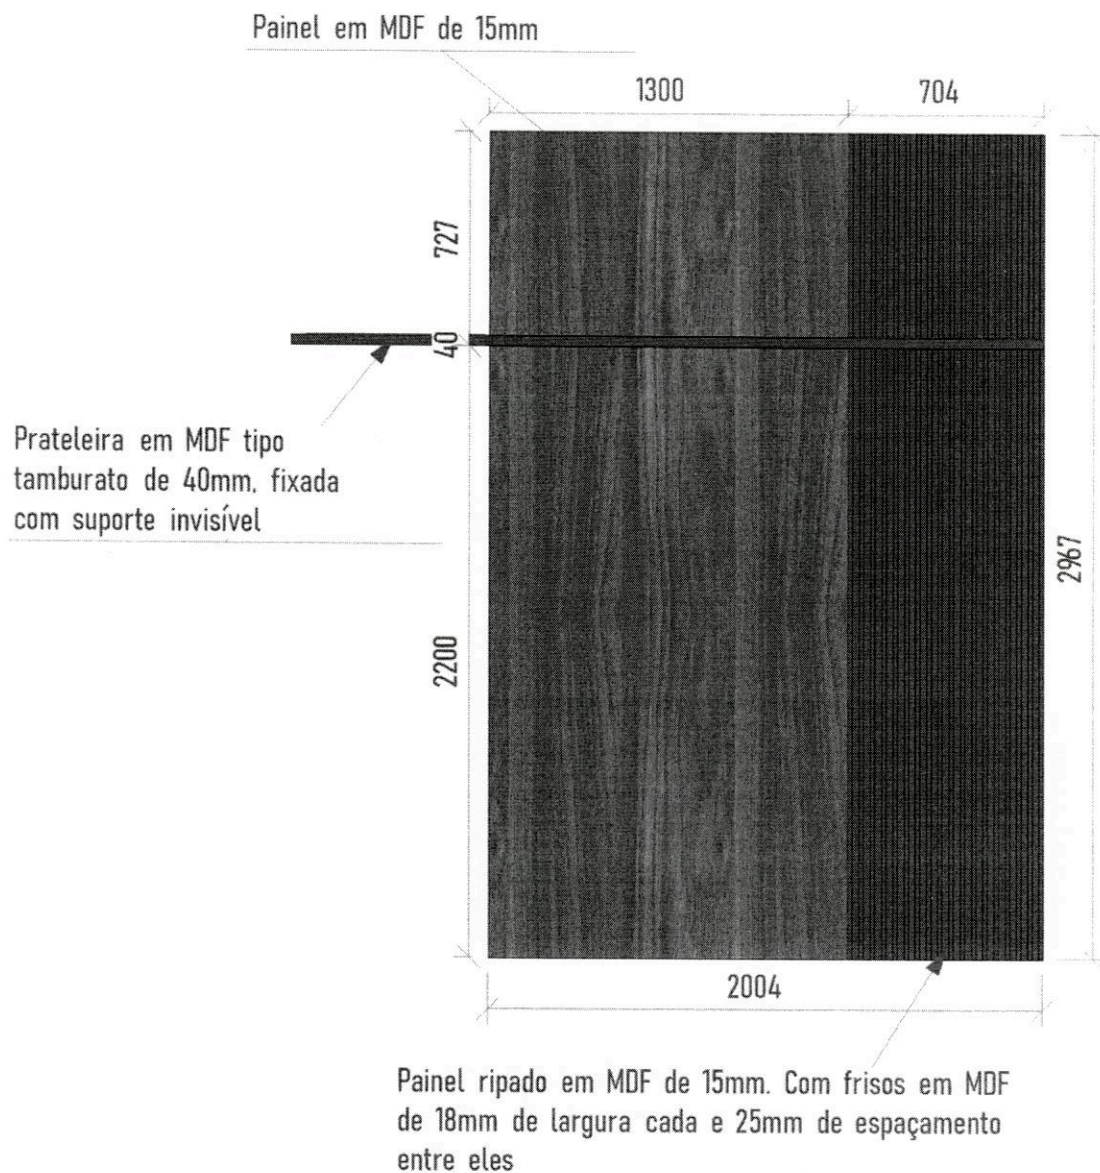 Painel em MDF de 15mm
1300
704
727
40
Prateleira em MDF tipo
tamburato de 40mm, fixada
com suporte invisível
2967
2200
2004
Painel ripado em MDF de 15mm. Com frisos em MDF
de 18mm de largura cada e 25mm de espaçamento
entre eles